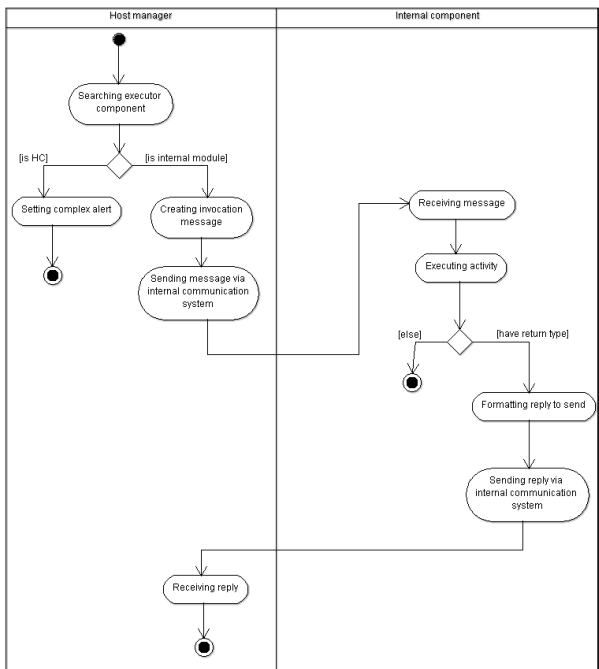 Host manager
Internal component
Searching executor
component
[is HC]
[is internal module]
Setting complex alert
Creating invocation
message
Receiving message
Sending message via
internal communication
system
Executing activity
[else]
[have return type]
Formatting reply to send
Sending reply via
internal communication
system
Receiving reply